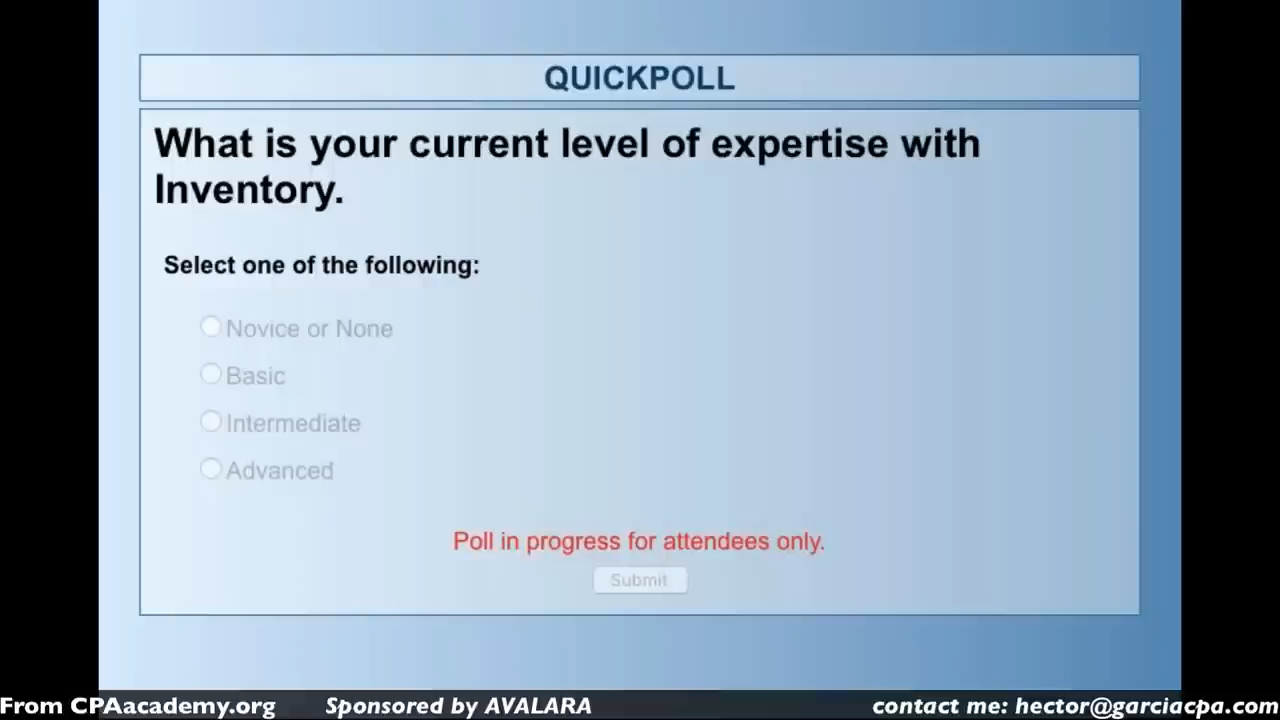 QUICKPOLL
What is your current level of expertise with
Inventory.
Select one of the following:
Novice or None
Basic
Intermediate
Advanced
Poll in progress for attendees only.
Submit
From CPAacademy.org Sponsored by AVALARA contact me: hector@garciacpa.com